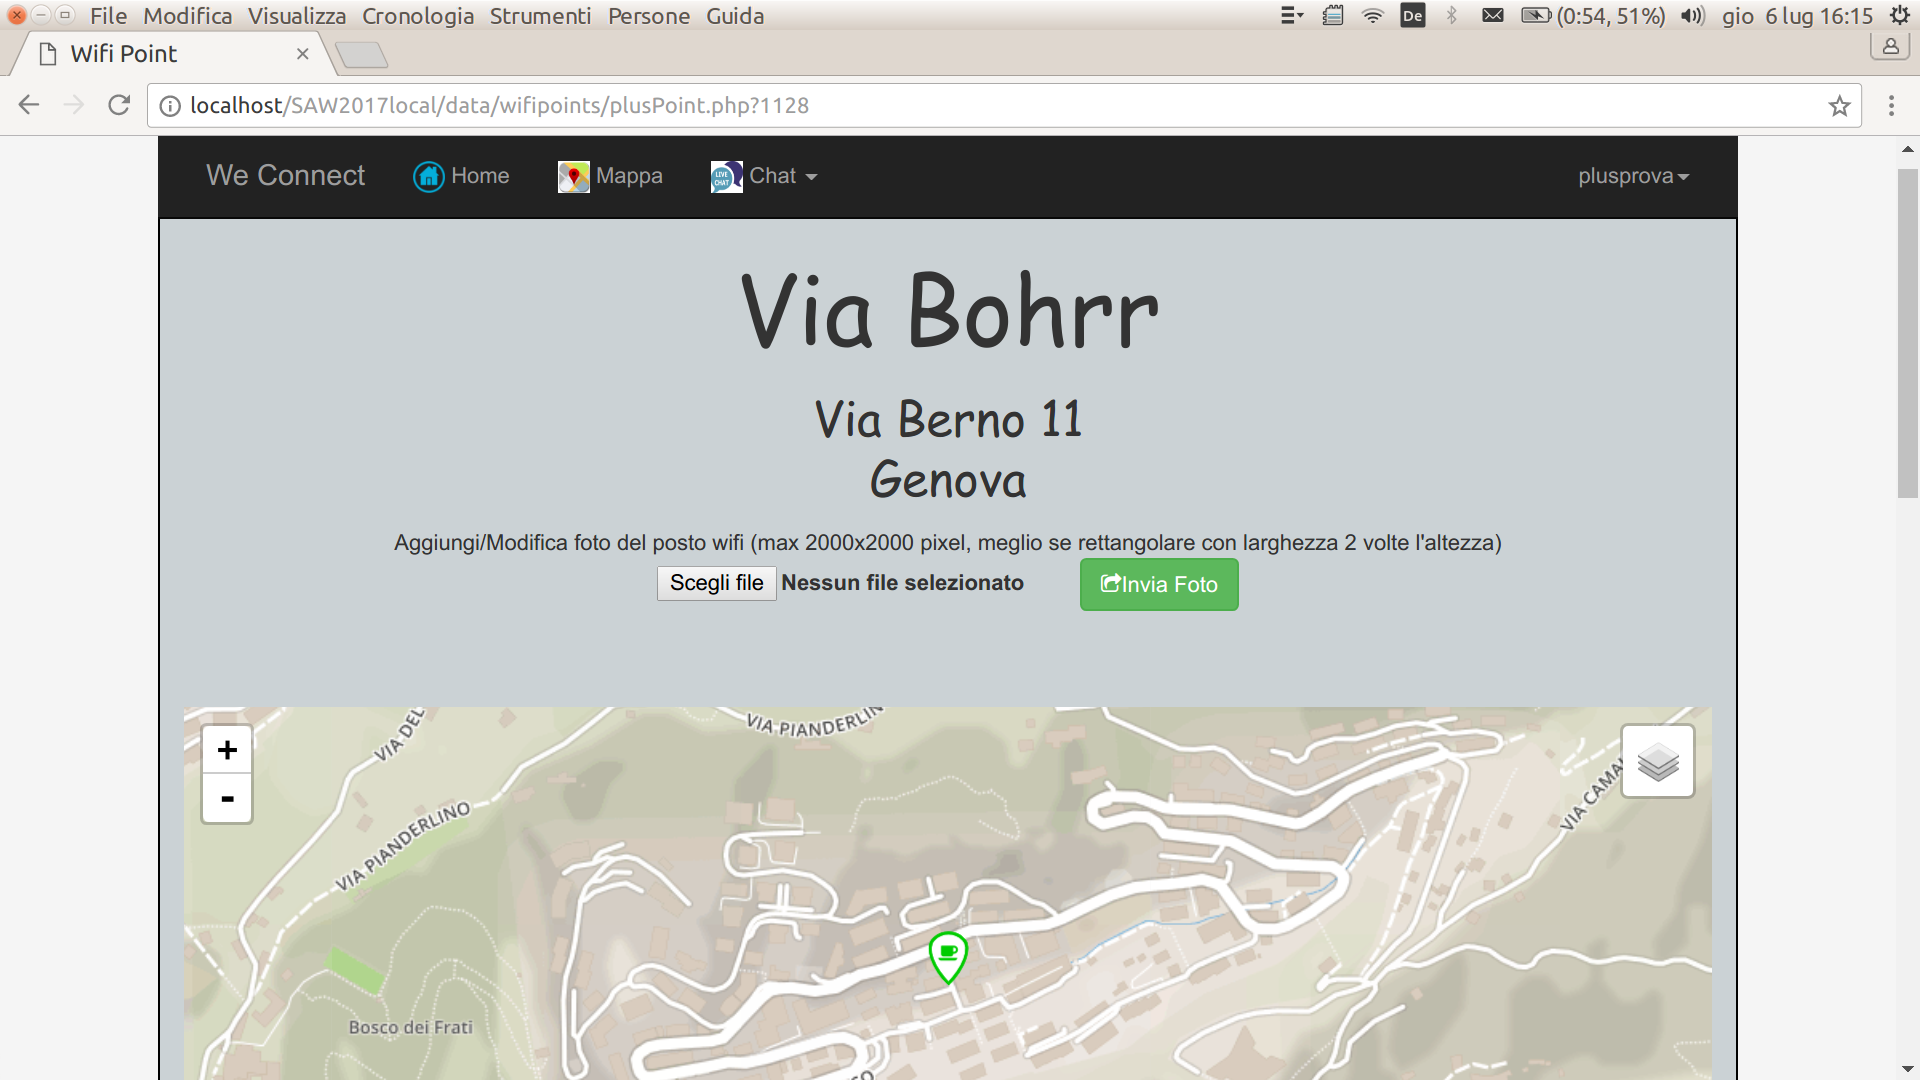 File Modifica Visualizza Cronologia Strumenti Persone Guida De (0:54, 51%) gio 6 lug 16:15
Wifi Point
localhost/SAW2017local/data/wifipoints/plusPoint.php?1128
We Connect Home Mappa LIVE CHAT Chat plusprova
Via Bohrr
Via Berno 11
Genova
Aggiungi/Modifica foto del posto wifi (max 2000x2000 pixel, meglio se rettangolare con larghezza 2 volte l'altezza)
Scegli file Nessun file selezionato Invia Foto
VIA DEL
VIA PIANDERLIN
+
-
VIA CAMAL
VIA PIANDERLINO
Bosco dei Frati